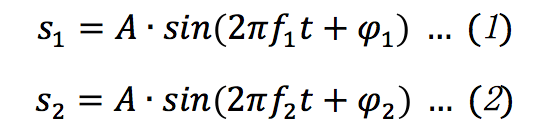 s₁ = A · sin(2πf₁t + φ₁) … (1)
s₂ = A · sin(2πf₂t + φ₂) … (2)